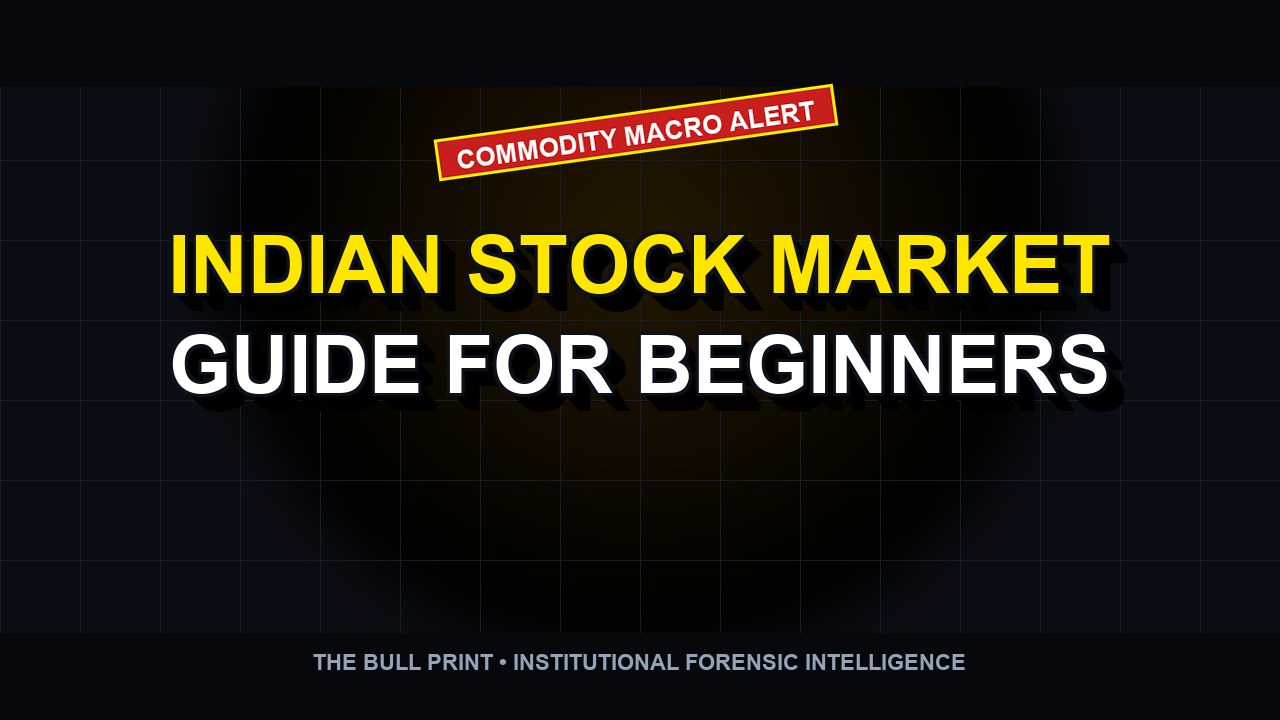 COMMODITY MACRO ALERT
INDIAN STOCK MARKET
GUIDE FOR BEGINNERS
THE BULL PRINT • INSTITUTIONAL FORENSIC INTELLIGENCE